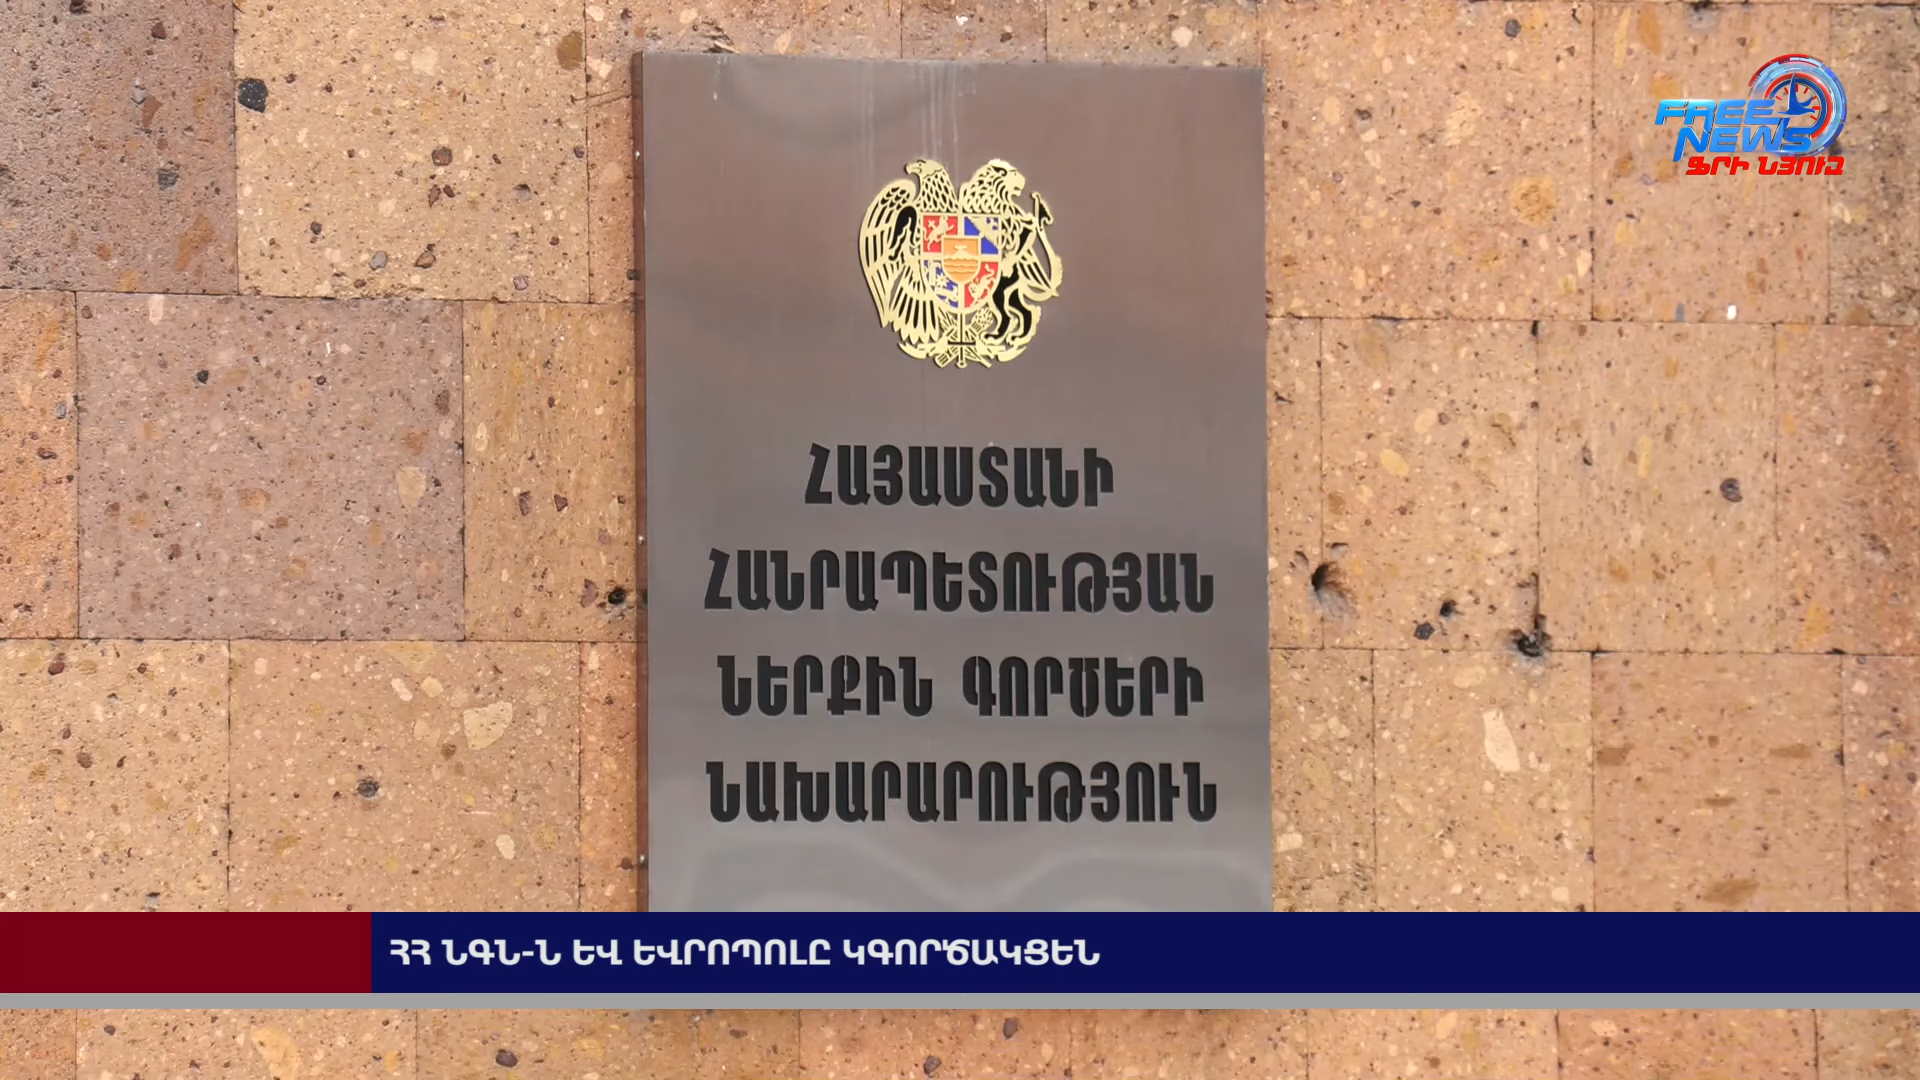 FREE
NEWS
ՖՐԻ ՆՅՈՒԶ
ՀԱՅԱՍՏԱՆԻ
ՀԱՆՐԱՊԵՏՈՒԹՅԱՆ
ՆԵՐՔԻՆ ԳՈՐԾԵՐԻ
ՆԱԽԱՐԱՐՈՒԹՅՈՒՆ
ՀՀ ՆԳՆ-Ն ԵՎ ԵՎՐՈՊՈԼԸ ԿԳՈՐԾԱԿՑԵՆ